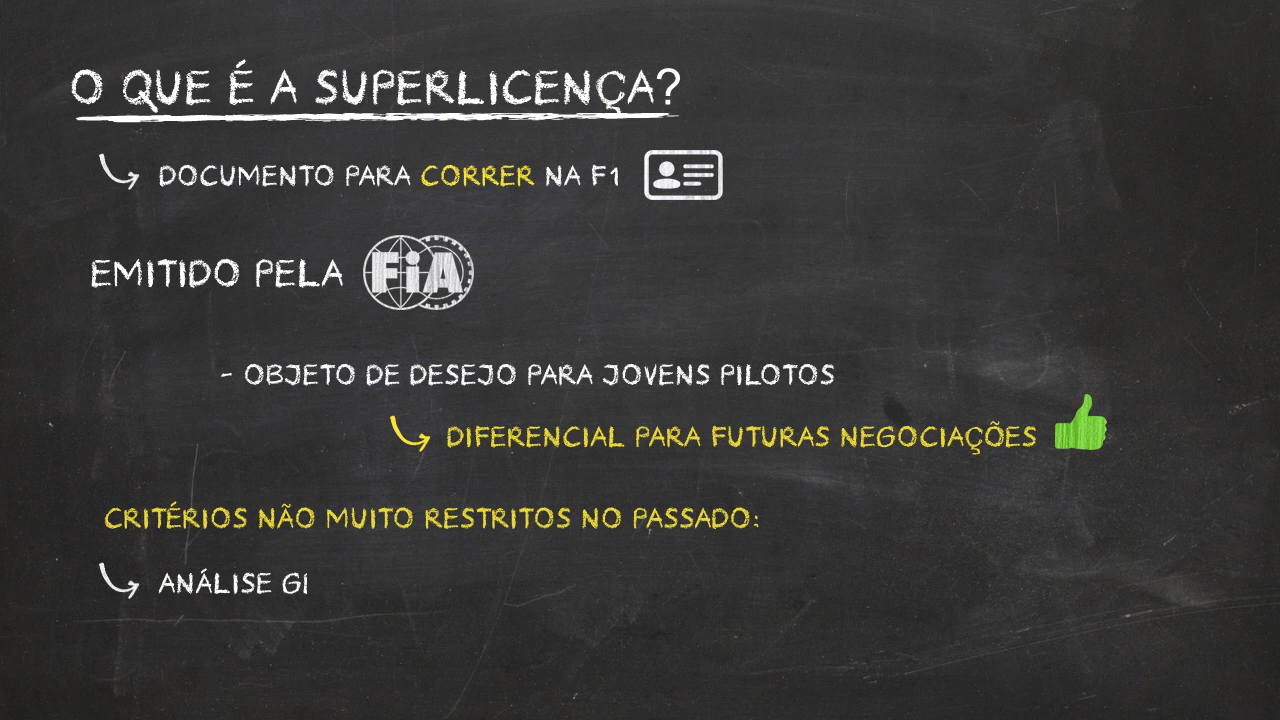 O QUE É A SUPERLICENÇA?
DOCUMENTO PARA CORRER NA F1
EMITIDO PELA FiA
- OBJETO DE DESEJO PARA JOVENS PILOTOS
DIFERENCIAL PARA FUTURAS NEGOCIAÇÕES
CRITÉRIOS NÃO MUITO RESTRITOS NO PASSADO:
ANÁLISE GI